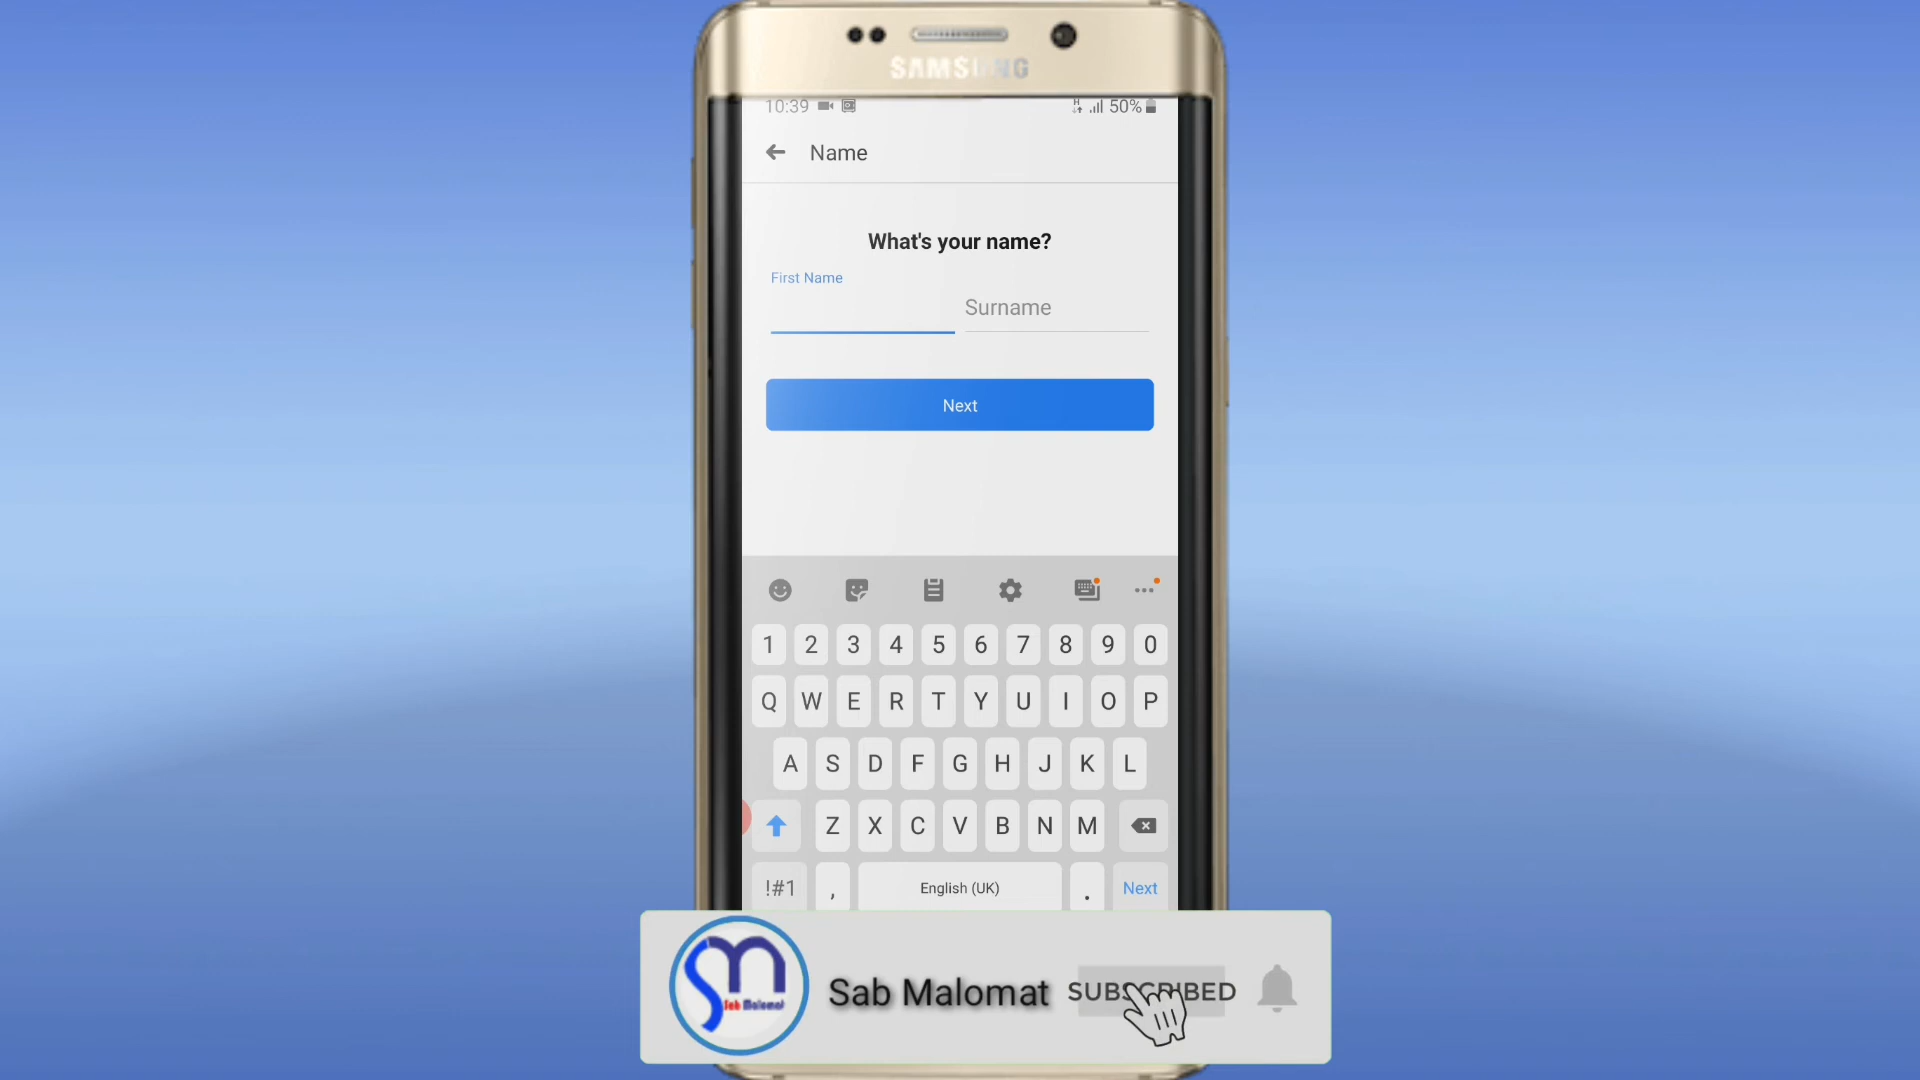 SAMSUNG
10:39 H 50%
Name
What's your name?
First Name
Surname
Next
1 2 3 4 5 6 7 8 9 0
Q W E R T Y U I O P
A S D F G H J K L
Z X C V B N M
!#1 , English (UK) . Next
Sm
Sab Malomat
Sab Malomat SUBSCRIBED